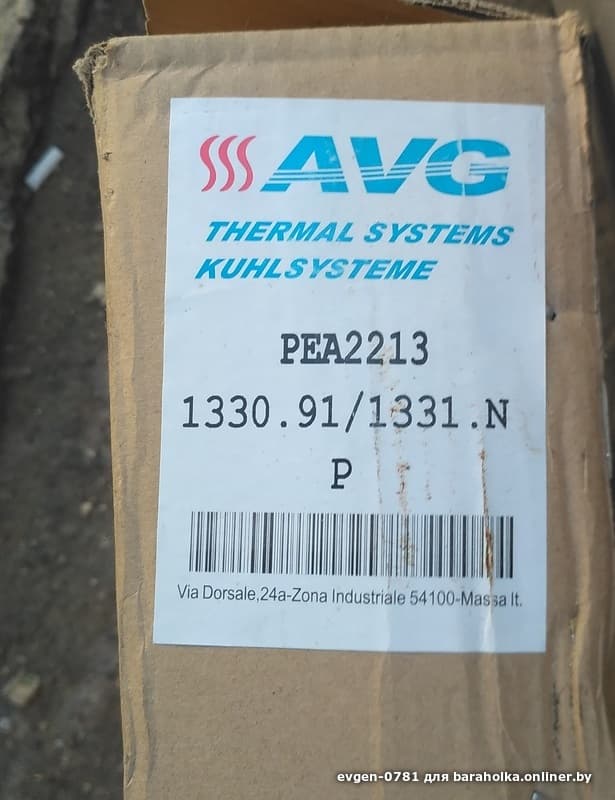 AVG
THERMAL SYSTEMS
KUHLSYSTEME
PEA2213
1330.91/1331.N
P
Via Dorsale,24a-Zona Industriale 54100-Massa It.
evgen-0781 для baraholka.onliner.by